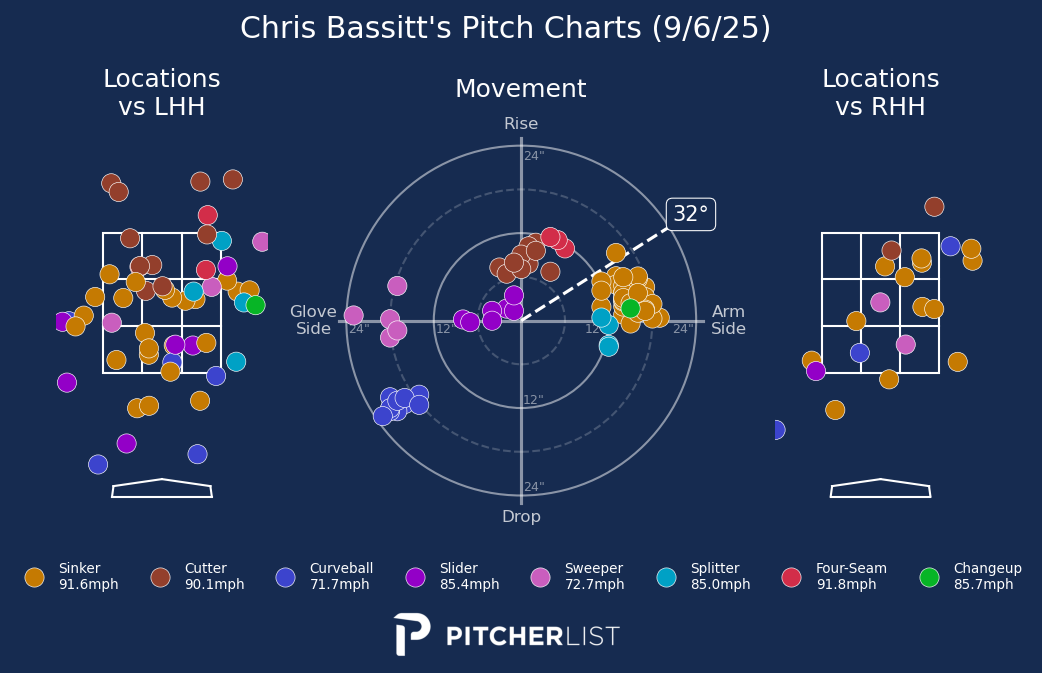 Chris Bassitt's Pitch Charts (9/6/25)
Locations
vs LHH
Movement
Locations
vs RHH
Rise
24"
32°
Glove
Side
24"
12"
12"
24"
Arm
Side
12"
24"
Drop
Sinker
91.6mph
Cutter
90.1mph
Curveball
71.7mph
Slider
85.4mph
Sweeper
72.7mph
Splitter
85.0mph
Four-Seam
91.8mph
Changeup
85.7mph
PITCHERLIST